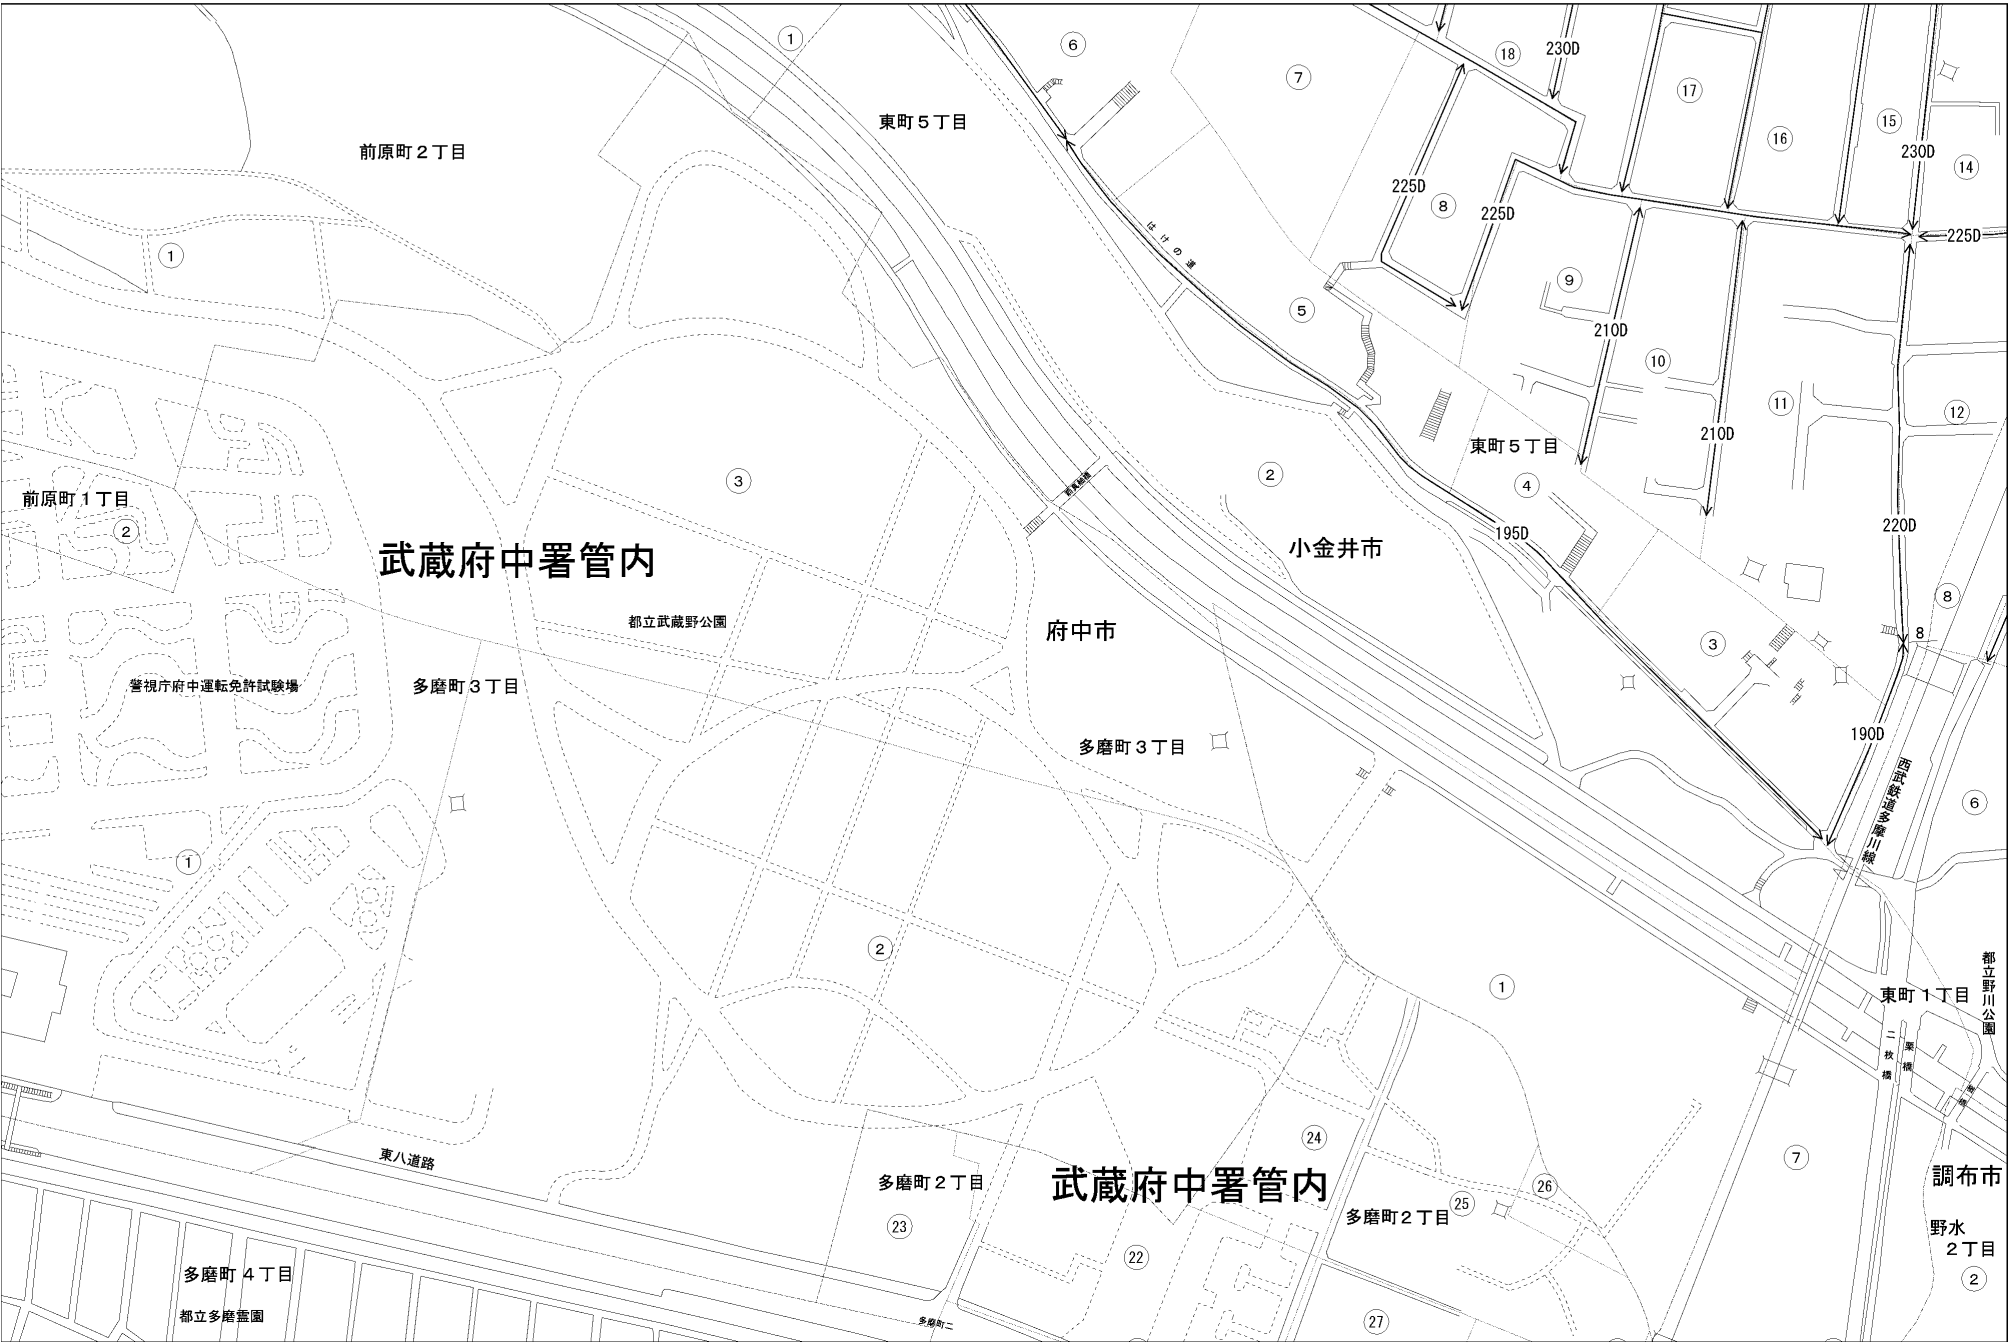 ①
⑥
⑦
⑱
230D
⑰
⑯
⑮
230D
⑭
東町５丁目
前原町２丁目
225D
⑧
225D
225D
はけの道
①
⑨
⑤
210D
⑩
⑪
⑫
210D
東町５丁目
②
③
④
前原町１丁目
②
195D
220D
小金井市
武蔵府中署管内
⑧
8
都立武蔵野公園
府中市
③
警視庁府中運転免許試験場
多磨町３丁目
190D
多磨町３丁目
西武鉄道多摩川線
⑥
①
②
①
都立野川公園
東町１丁目
二枚橋
栗橋
㉔
東八道路
⑦
多磨町２丁目
武蔵府中署管内
調布市
㉖
㉕
多磨町２丁目
㉓
野水
２丁目
㉒
②
多磨町４丁目
都立多磨霊園
多磨町二
㉗